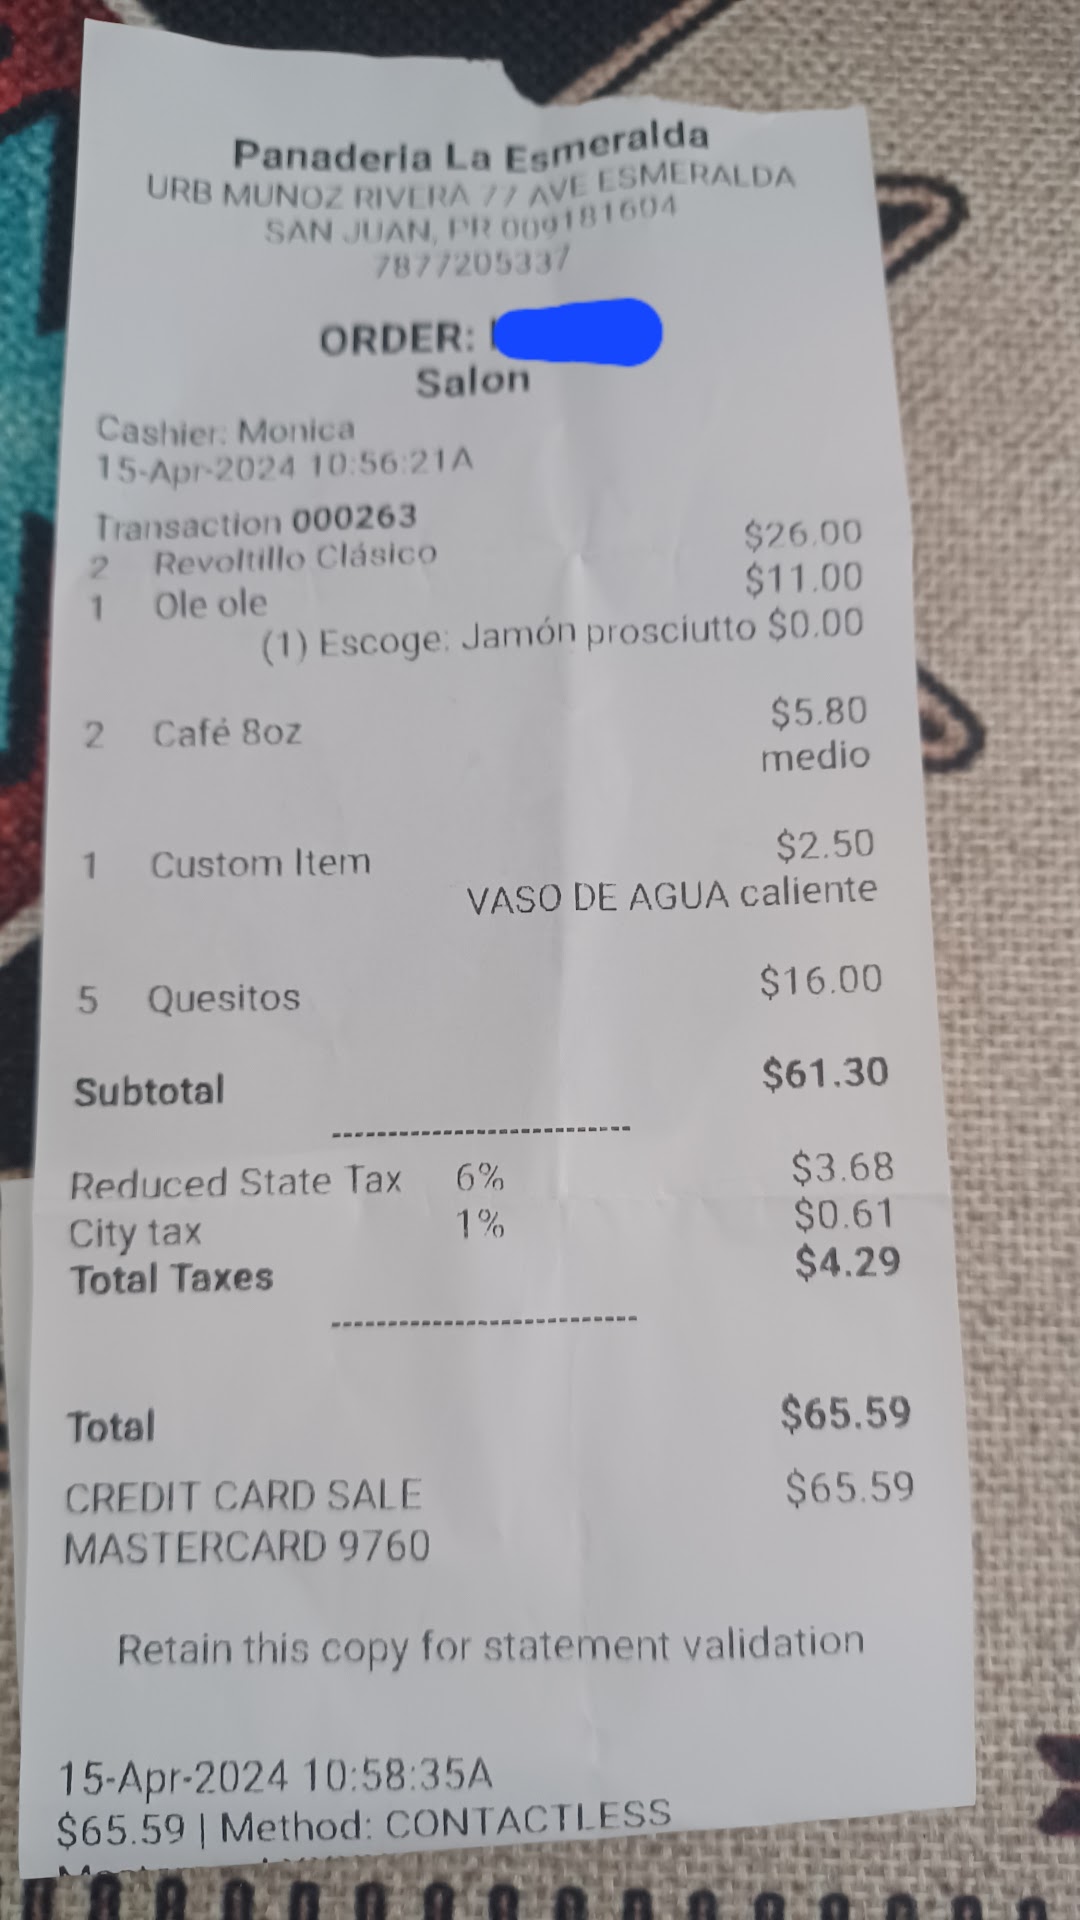 Panaderia La Esmeralda
URB MUNOZ RIVERA 77 AVE ESMERALDA
SAN JUAN, PR 009181604
7877205337
ORDER:
Salon
Cashier: Monica
15-Apr-2024 10:56:21A
Transaction 000263
2 Revoltillo Clásico $26.00
1 Ole ole $11.00
(1) Escoge: Jamón prosciutto $0.00
2 Café 8oz $5.80
medio
1 Custom Item $2.50
VASO DE AGUA caliente
5 Quesitos $16.00
Subtotal $61.30
--------------------------
Reduced State Tax 6% $3.68
City tax 1% $0.61
Total Taxes $4.29
--------------------------
Total $65.59
CREDIT CARD SALE $65.59
MASTERCARD 9760
Retain this copy for statement validation
15-Apr-2024 10:58:35A
$65.59 | Method: CONTACTLESS